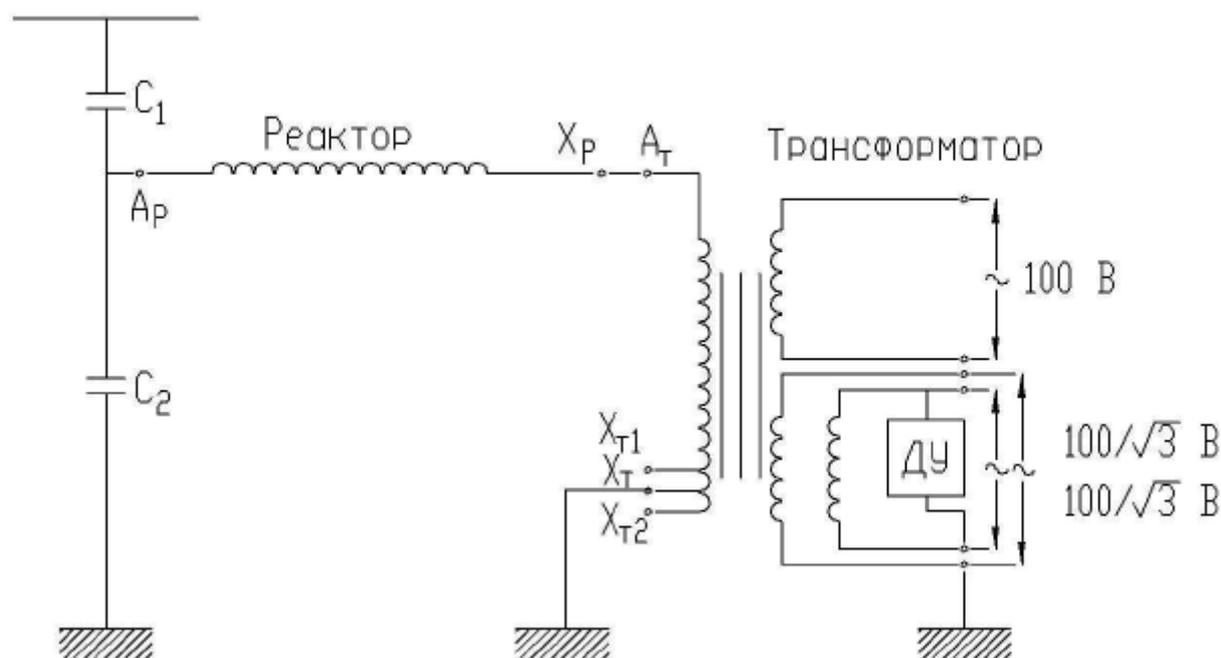 C₁
Реактор
Xр
Aт
Трансформатор
Aр
~ 100 В
C₂
Xт1
Xт
Xт2
ДУ
~ ~
100/√3 В
100/√3 В